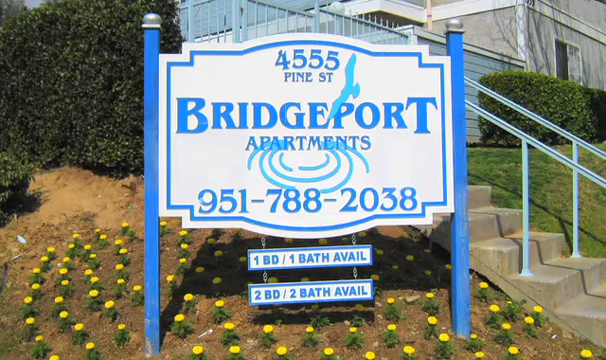 4555
PINE ST
BRIDGEPORT
APARTMENTS
951-788-2038
1 BD / 1 BATH AVAIL
2 BD / 2 BATH AVAIL